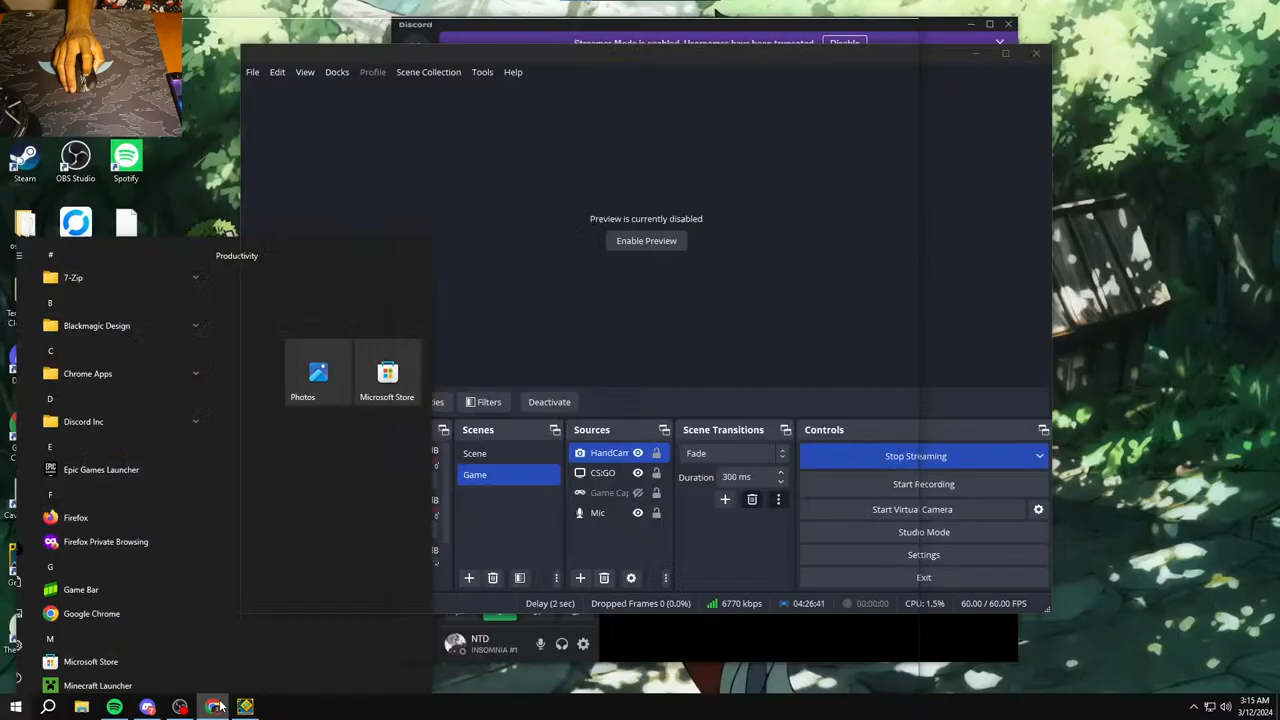 Discord
Streamer Mode is enabled. Usernames have been truncated.
Disable
File Edit View Docks Profile Scene Collection Tools Help
Steam
OBS Studio
Spotify
Preview is currently disabled
Enable Preview
#
Productivity
7-Zip
B
Blackmagic Design
C
Chrome Apps
D
Discord Inc
E
Epic Games Launcher
F
Firefox
Firefox Private Browsing
G
Game Bar
Google Chrome
M
Microsoft Store
Minecraft Launcher
Photos
Microsoft Store
ies
Filters
Deactivate
Scenes
Scene
Game
Sources
HandCam
CS:GO
Game Cap
Mic
Scene Transitions
Fade
Duration 300 ms
Controls
Stop Streaming
Start Recording
Start Virtual Camera
Studio Mode
Settings
Exit
Delay (2 sec) Dropped Frames 0 (0.0%) 6770 kbps 04:26:41 00:00:00 CPU: 1.5% 60.00 / 60.00 FPS
NTD
INSOMNIA #1
3:15 AM
3/12/2024